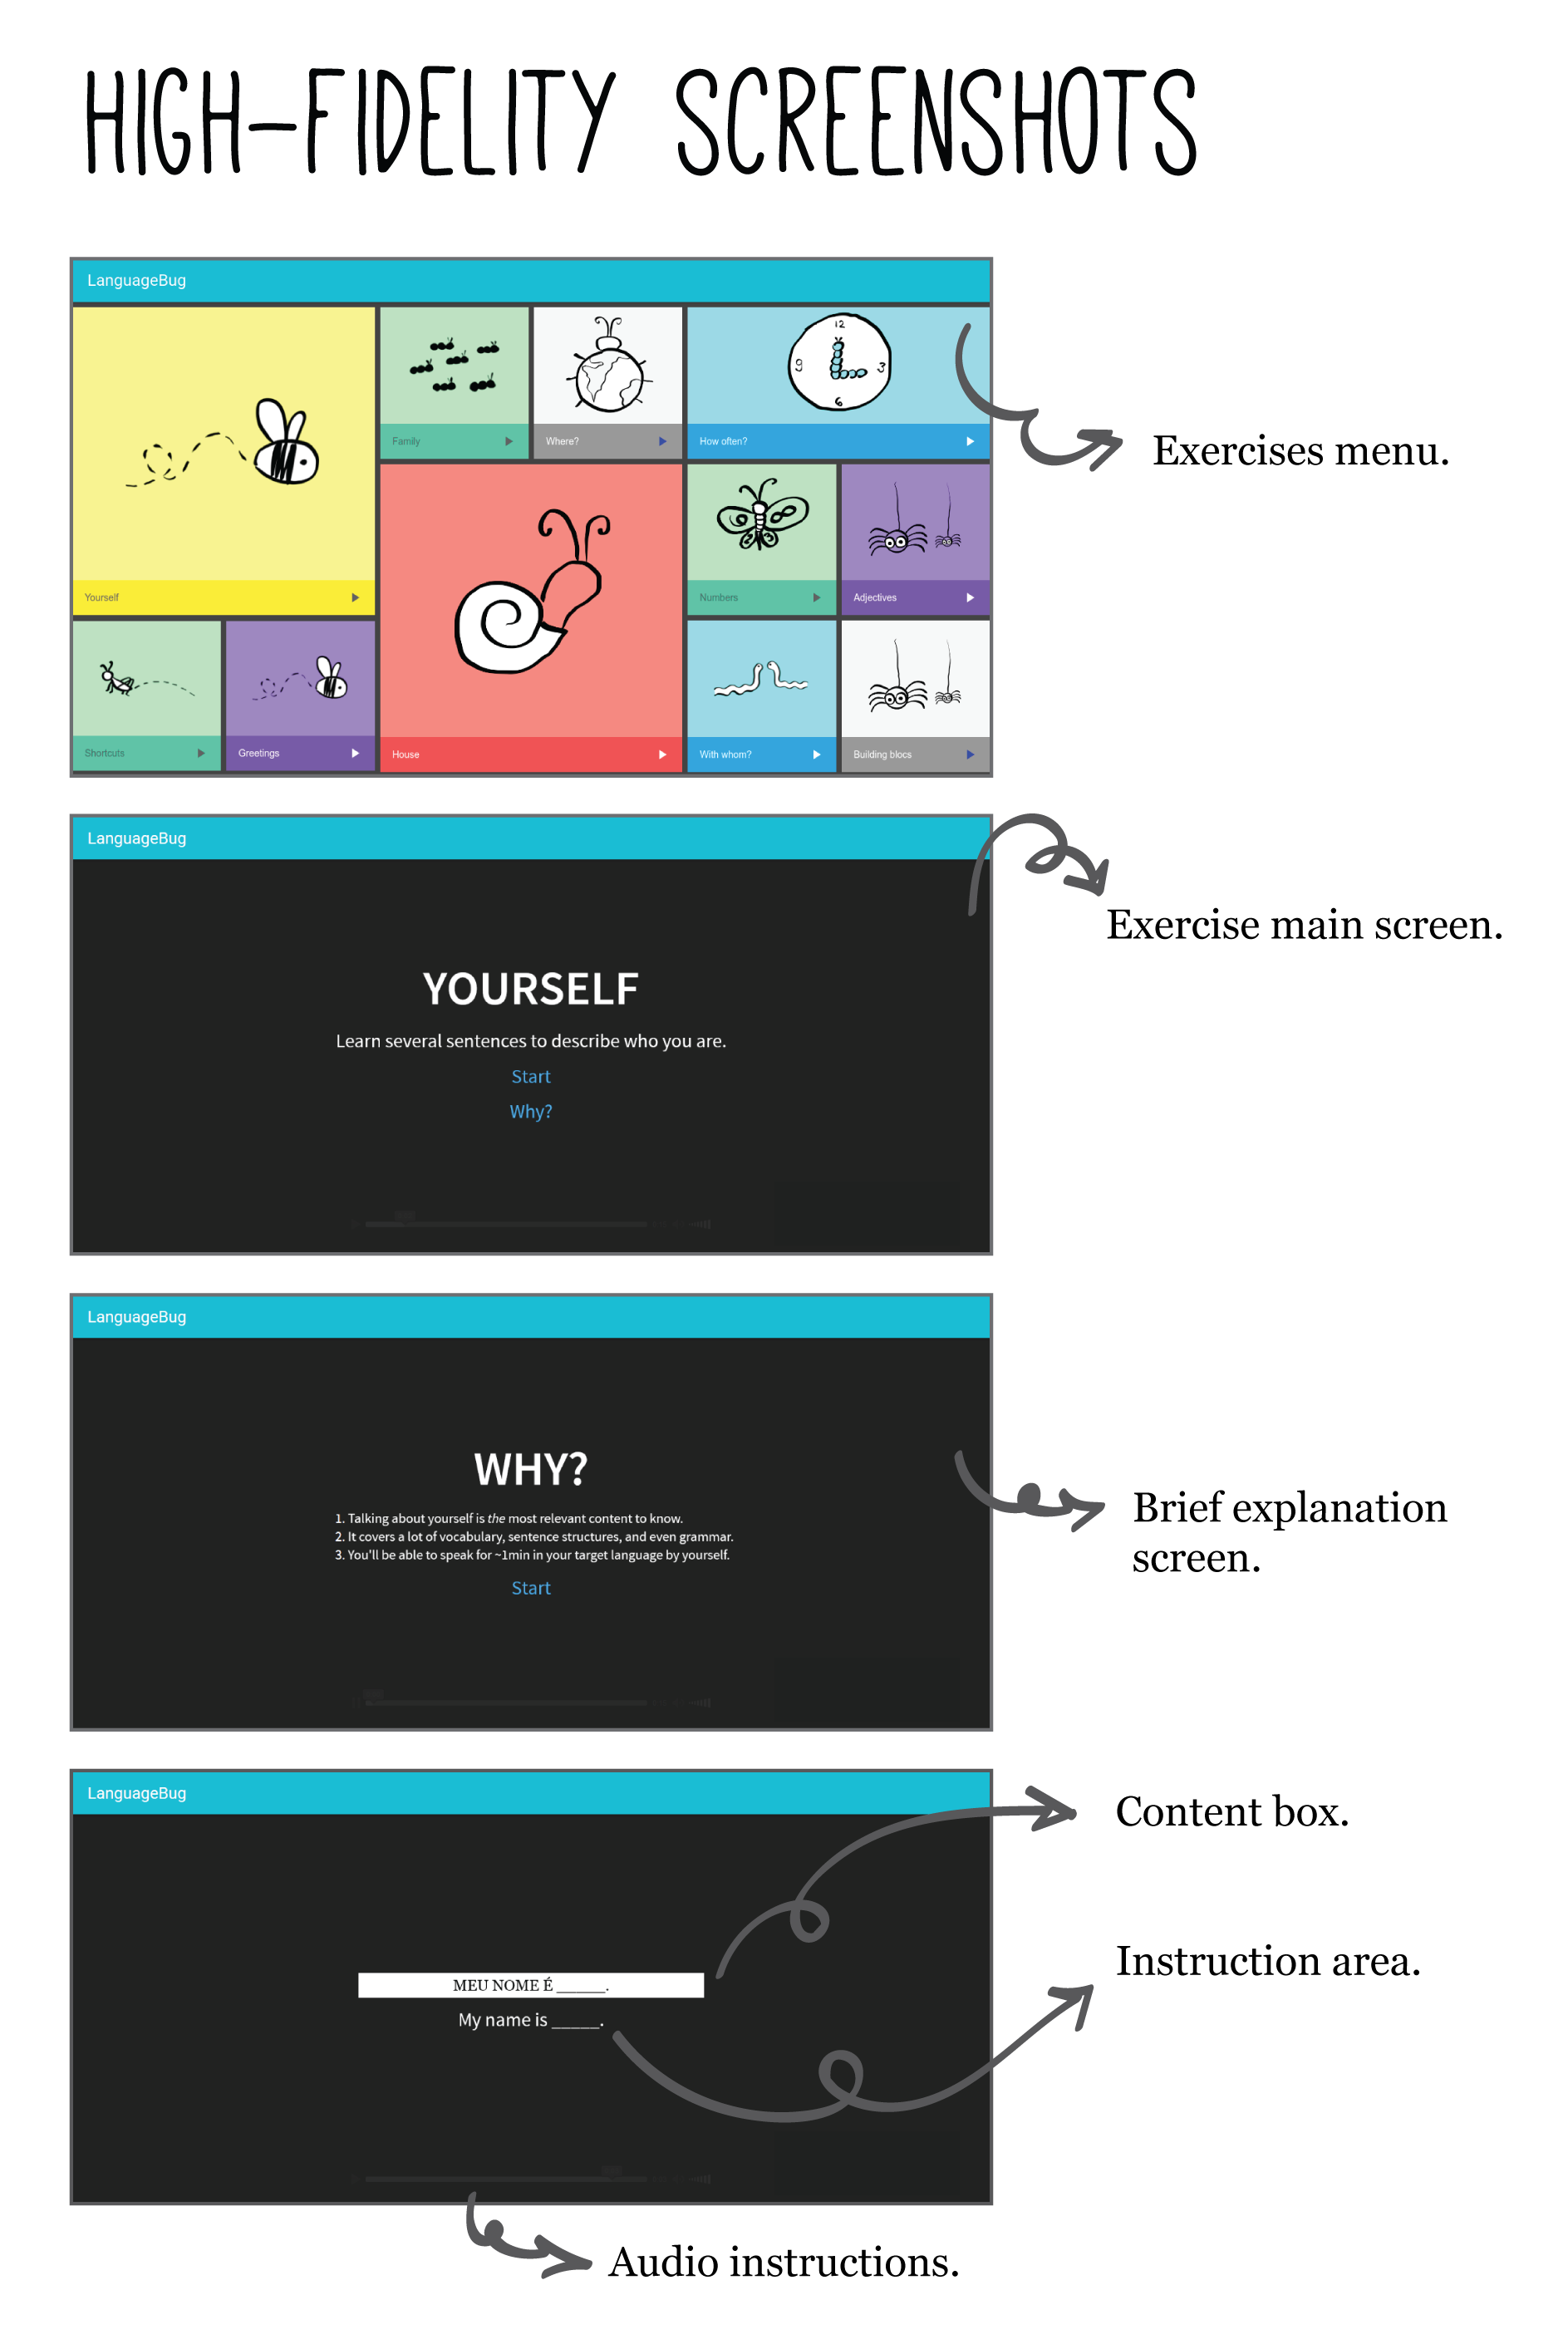 HIGH-FIDELITY SCREENSHOTS
LanguageBug
12
9
3
6
Family
Where?
How often?
Exercises menu.
Yourself
Numbers
Adjectives
Shortcuts
Greetings
House
With whom?
Building blocs
LanguageBug
Exercise main screen.
YOURSELF
Learn several sentences to describe who you are.
Start
Why?
LanguageBug
WHY?
1. Talking about yourself is the most relevant content to know.
2. It covers a lot of vocabulary, sentence structures, and even grammar.
3. You'll be able to speak for ~1min in your target language by yourself.
Start
Brief explanation
screen.
LanguageBug
Content box.
Instruction area.
MEU NOME É ______.
My name is _____.
Audio instructions.